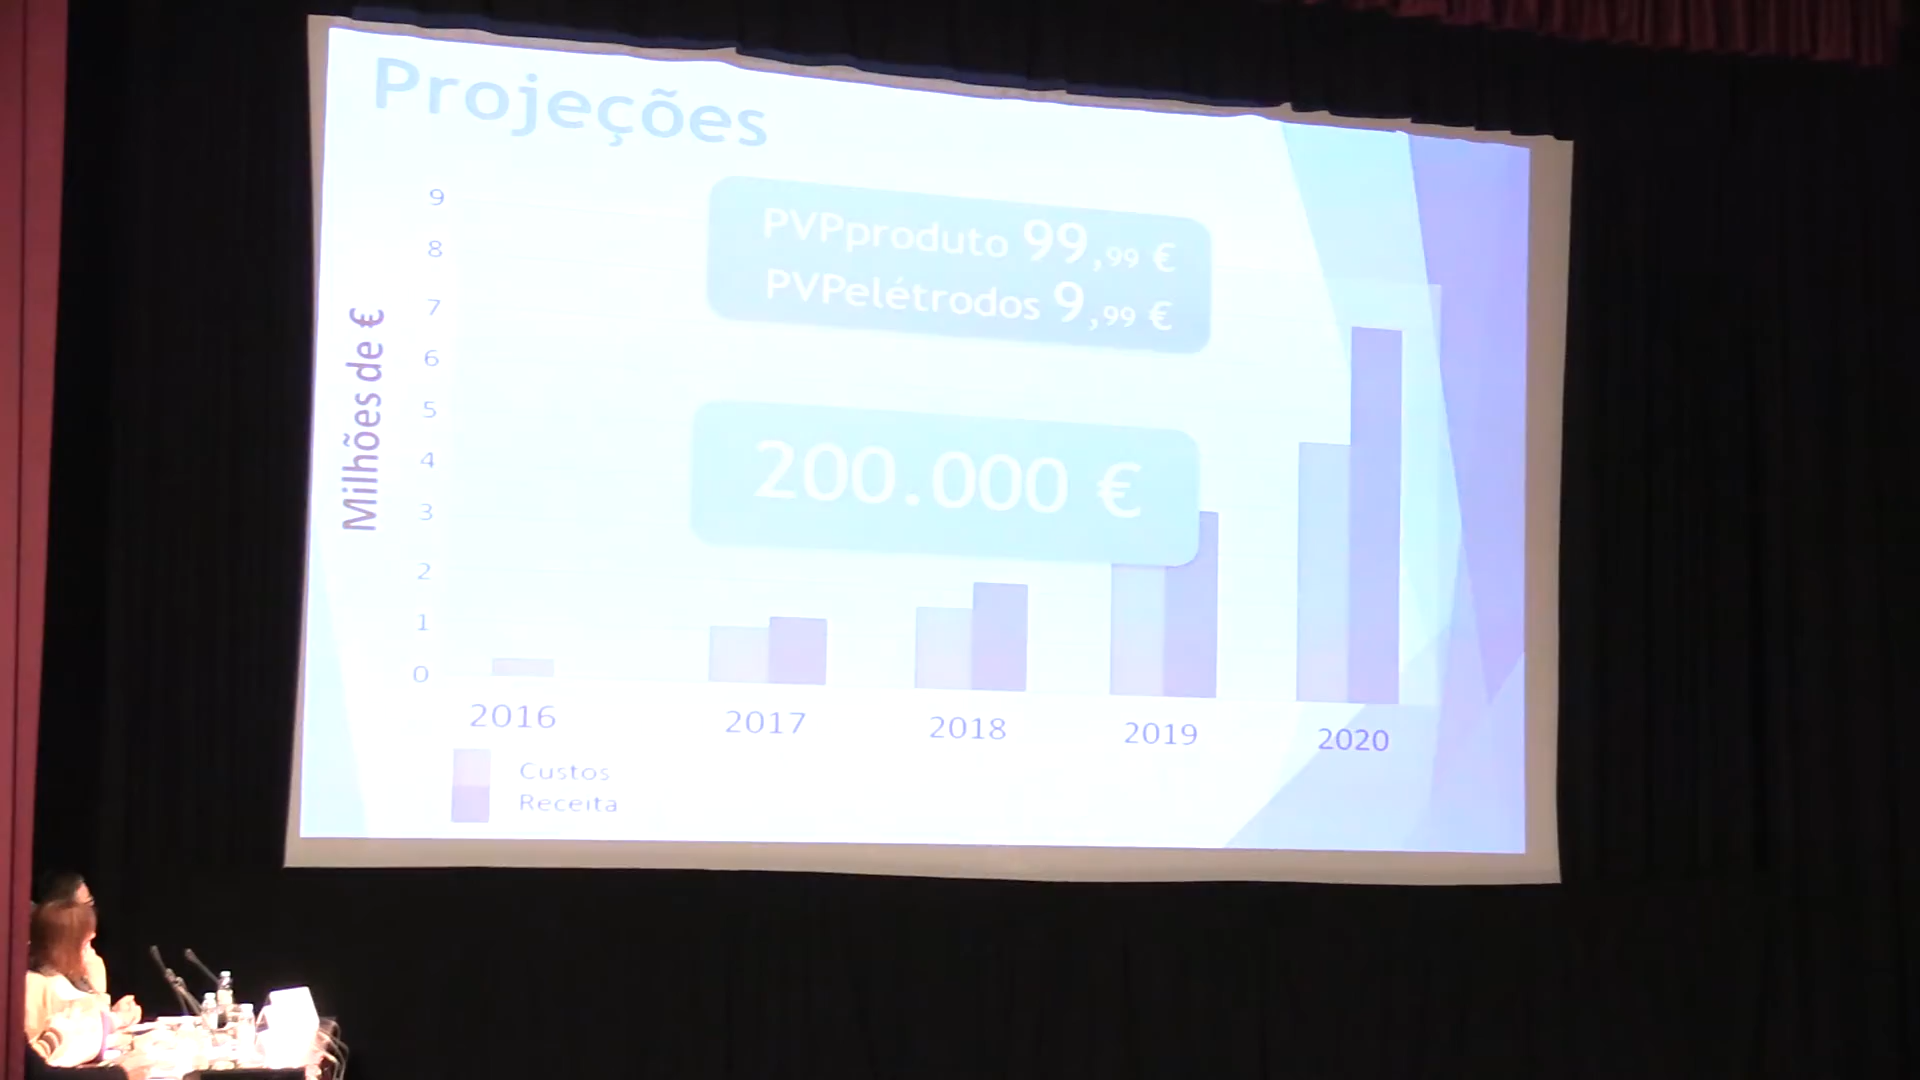 Projeções
PVPproduto 99,99 €
PVPelétrodos 9,99 €
200.000 €
Milhões de €
9
8
7
6
5
4
3
2
1
0
2016
2017
2018
2019
2020
Custos
Receita